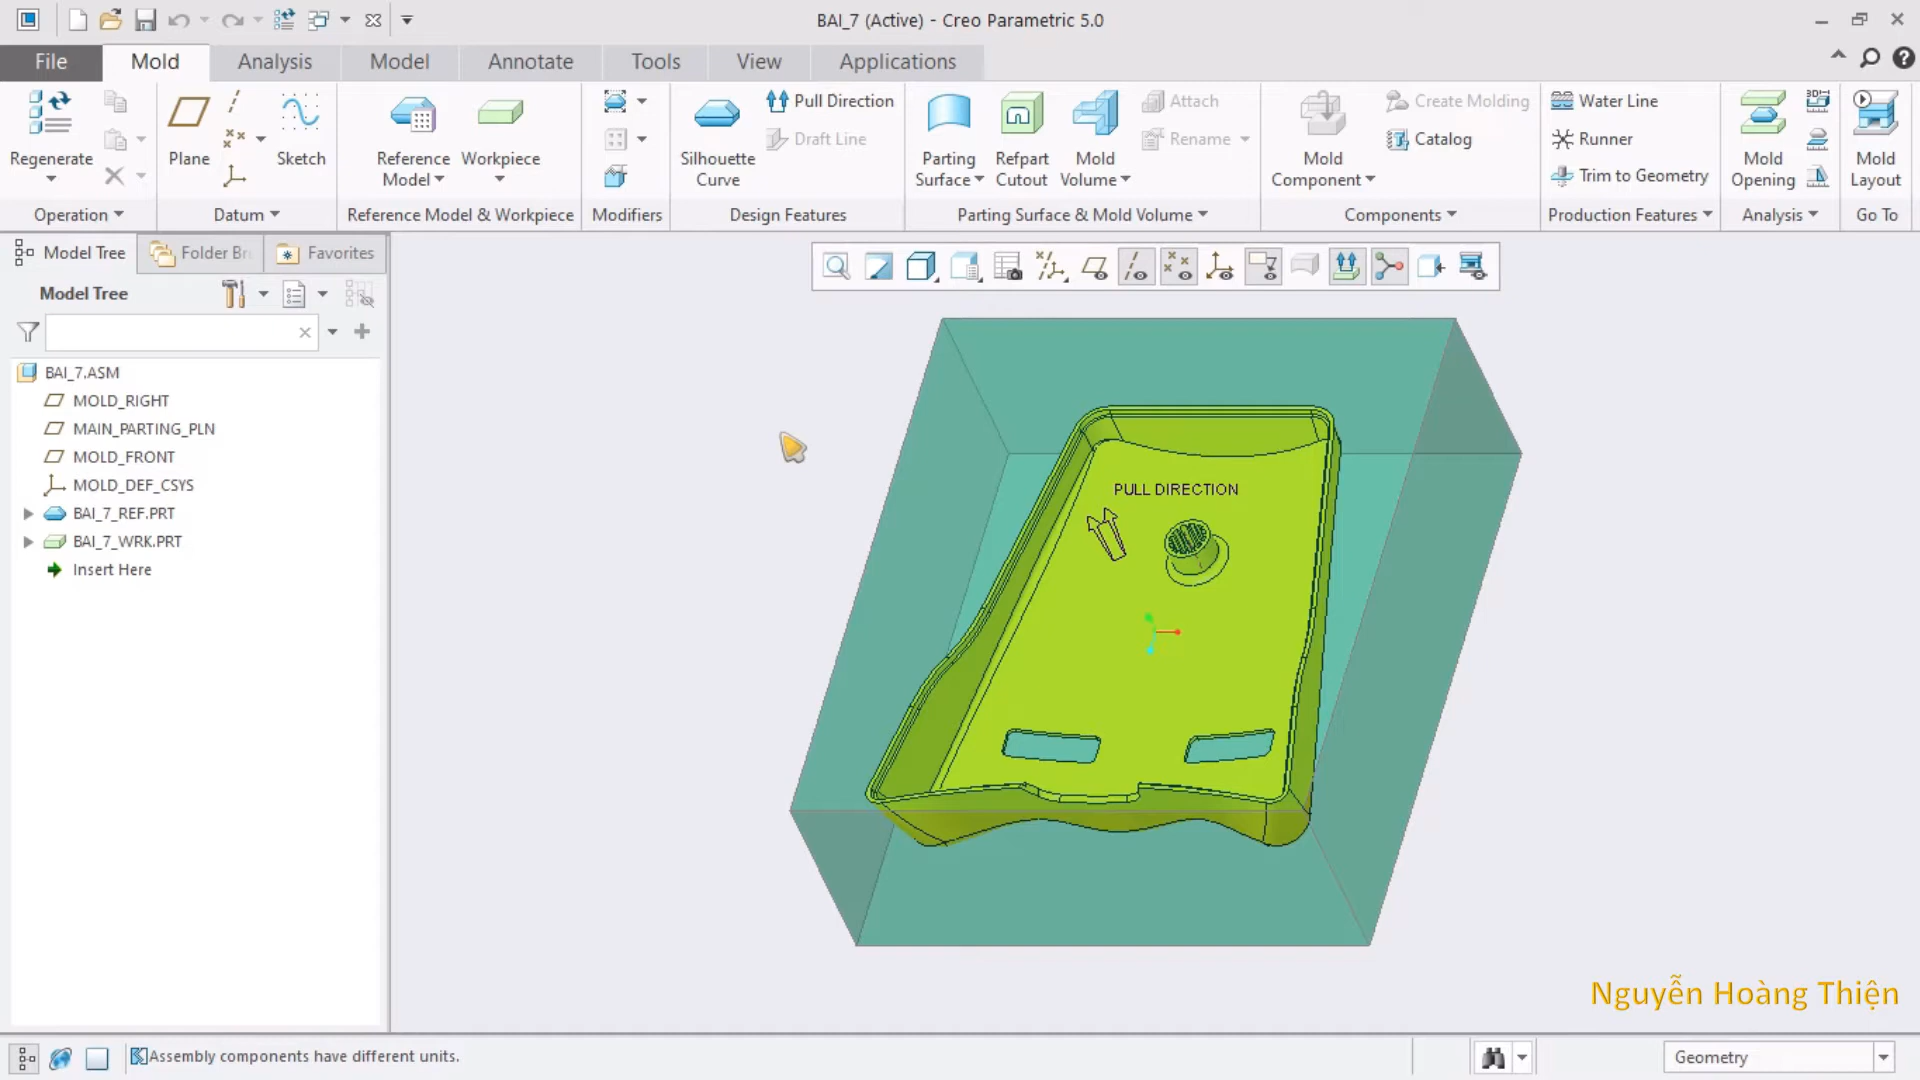 BAI_7 (Active) - Creo Parametric 5.0
File
Mold
Analysis
Model
Annotate
Tools
View
Applications
Regenerate
Operation
Plane
Sketch
Datum
Reference Model
Workpiece
Reference Model & Workpiece
Modifiers
Silhouette Curve
Pull Direction
Draft Line
Design Features
Parting Surface
Refpart Cutout
Mold Volume
Attach
Rename
Parting Surface & Mold Volume
Mold Component
Create Molding
Catalog
Components
Water Line
Runner
Trim to Geometry
Production Features
Mold Opening
Analysis
Mold Layout
Go To
Model Tree
Folder Br
Favorites
Model Tree
BAI_7.ASM
MOLD_RIGHT
MAIN_PARTING_PLN
MOLD_FRONT
MOLD_DEF_CSYS
BAI_7_REF.PRT
BAI_7_WRK.PRT
Insert Here
PULL DIRECTION
Nguyễn Hoàng Thiện
Assembly components have different units.
Geometry